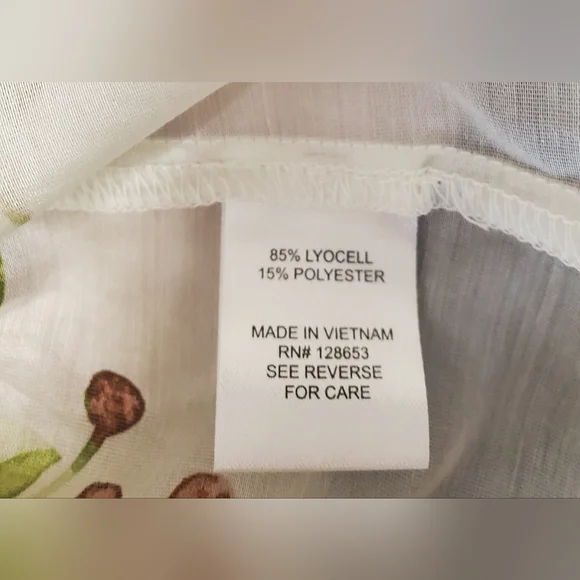 85% LYOCELL
15% POLYESTER
MADE IN VIETNAM
RN# 128653
SEE REVERSE
FOR CARE